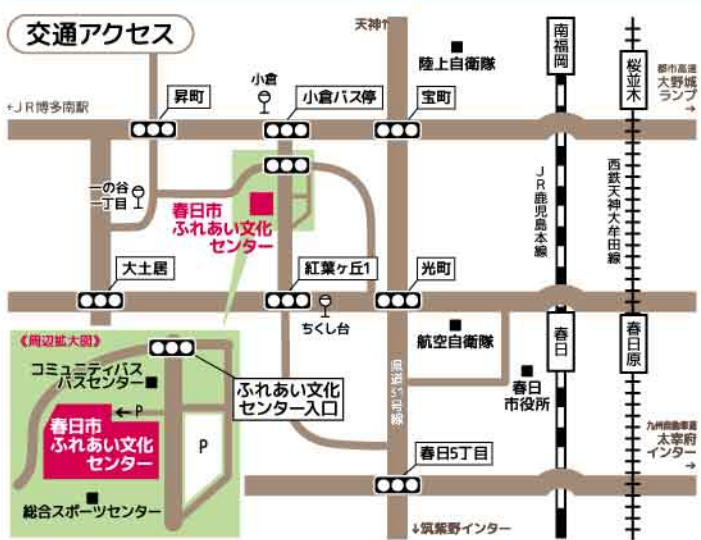 交通アクセス
天神↑
陸上自衛隊
南福岡
桜並木
都市高速
大野城
ランプ
→
←JR博多南駅
昇町
小倉
小倉バス停
宝町
一の谷
一丁目
春日市
ふれあい文化
センター
JR鹿児島本線
西鉄天神大牟田線
大土居
紅葉ヶ丘1
光町
ちくし台
航空自衛隊
春日
春日原
県道31号線
春日
市役所
九州自動車道
太宰府
インター
→
春日5丁目
↓筑紫野インター
《周辺拡大図》
コミュニティバス
バスセンター
ふれあい文化
センター入口
←P
P
春日市
ふれあい文化
センター
総合スポーツセンター